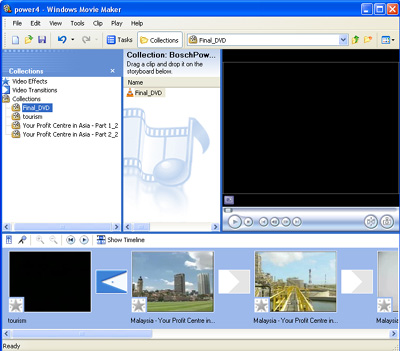 power4 - Windows Movie Maker
File Edit View Tools Clip Play Help
Tasks Collections Final_DVD
Collections
Video Effects
Video Transitions
Collections
Final_DVD
tourism
Your Profit Centre in Asia - Part 1_2
Your Profit Centre in Asia - Part 2_2
Collection: BoschPow...
Drag a clip and drop it on the
storyboard below.
Name
Final_DVD
Show Timeline
tourism
Malaysia - Your Profit Centre in...
Malaysia - Your Profit Centre in...
Malaysia
Ready